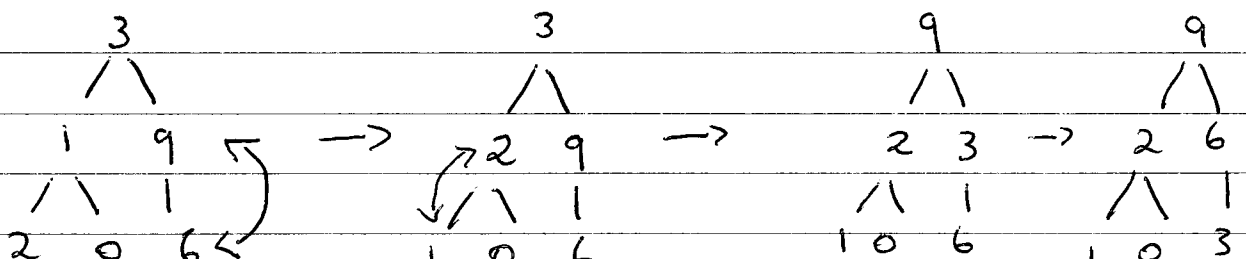 3 3 9 9
1 9 → 2 9 → 2 3 → 2 6
2 0 6 1 0 6 1 0 6 1 0 3